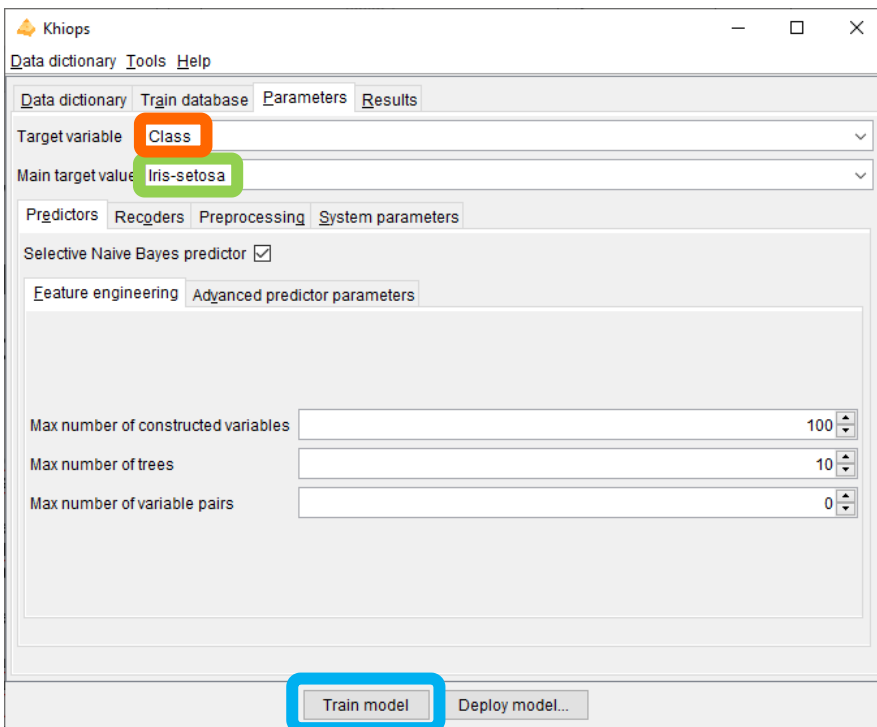 Khiops
Data dictionary Tools Help
Data dictionary Train database Parameters Results
Target variable Class
Main target value Iris-setosa
Predictors Recoders Preprocessing System parameters
Selective Naive Bayes predictor
Feature engineering Advanced predictor parameters
Max number of constructed variables 100
Max number of trees 10
Max number of variable pairs 0
Train model Deploy model...